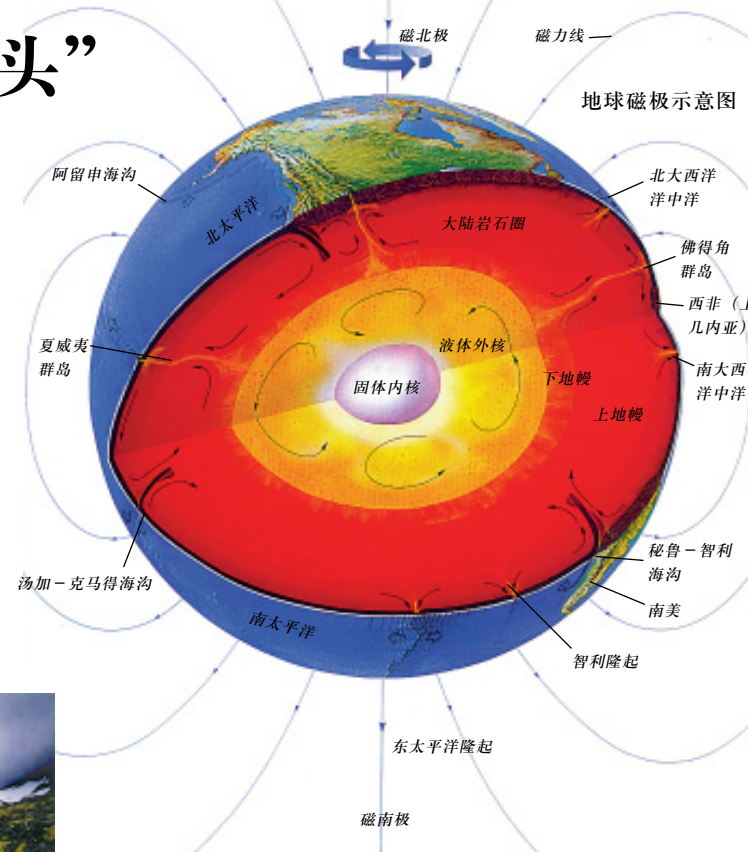 头”
磁北极
磁力线
地球磁极示意图
阿留申海沟
北太平洋
大陆岩石圈
北大西洋
洋中洋
佛得角
群岛
西非（
几内亚）
夏威夷
群岛
液体外核
固体内核
下地幔
上地幔
南大西
洋中洋
汤加－克马得海沟
秘鲁－智利
海沟
南美
南太平洋
智利隆起
东太平洋隆起
磁南极